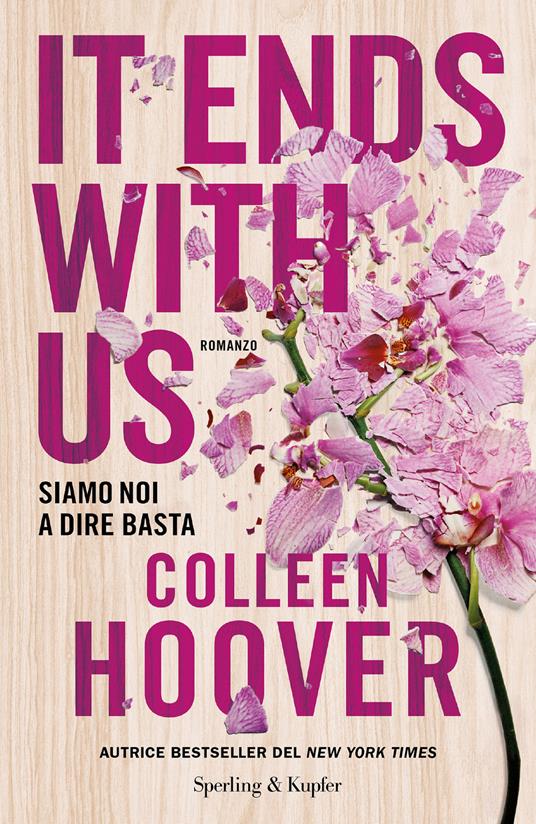 IT ENDS
WITH
US
ROMANZO
SIAMO NOI
A DIRE BASTA
COLLEEN
HOOVER
AUTRICE BESTSELLER DEL NEW YORK TIMES
Sperling & Kupfer